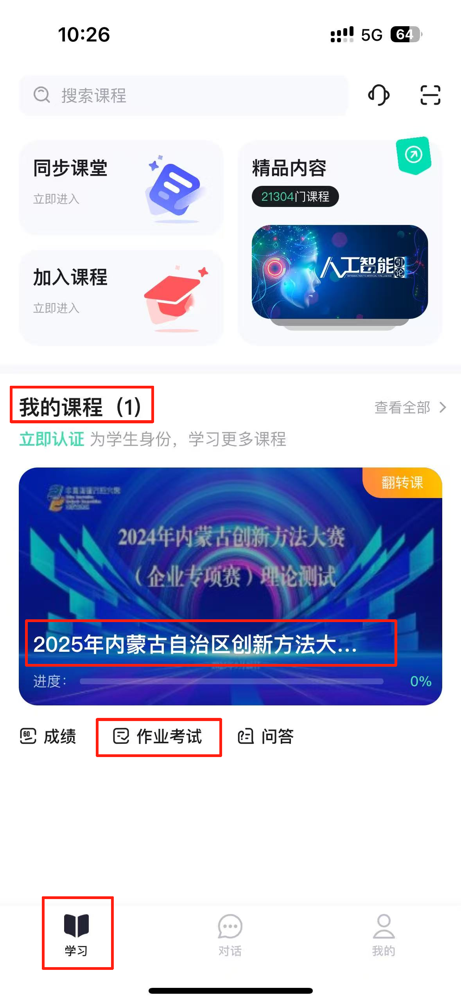 10:26
5G 64
搜索课程
同步课堂
立即进入
精品内容
21304门课程
人工智能引论
INTRODUCTION TO ARTIFICIAL INTELLIGENCE
加入课程
立即进入
我的课程（1）
查看全部
立即认证 为学生身份，学习更多课程
翻转课
2024年内蒙古创新方法大赛
（企业专项赛）理论测试
2025年内蒙古自治区创新方法大...
进度：
0%
60 成绩
作业考试
问答
学习
对话
我的